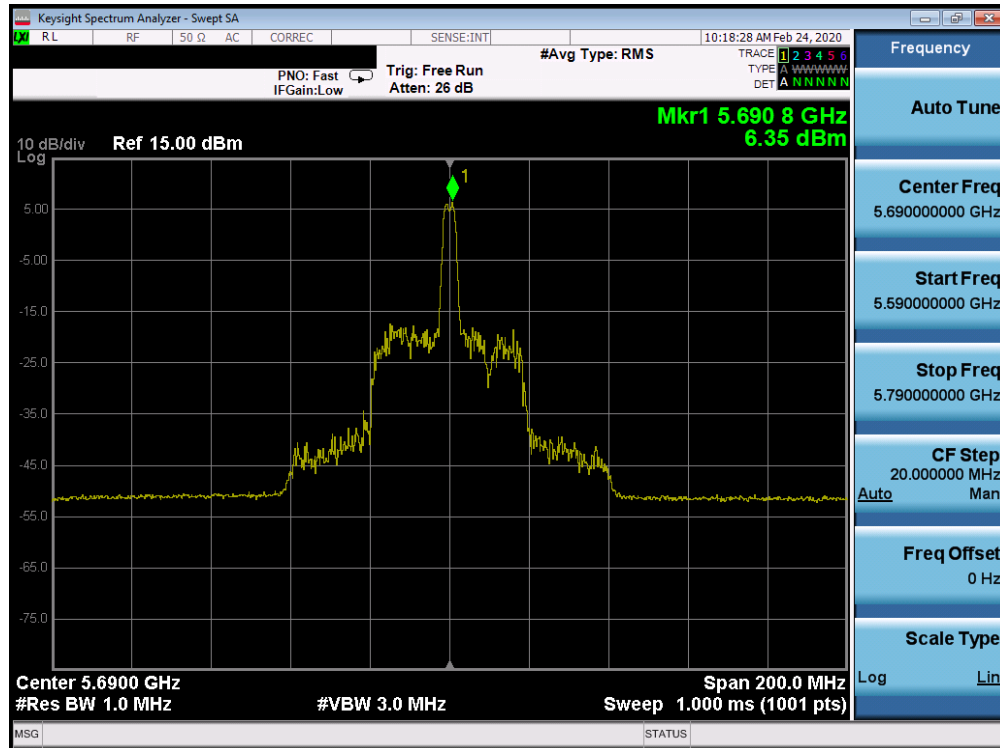 Keysight Spectrum Analyzer - Swept SA
LXI RL RF 50 Ω AC CORREC SENSE:INT 10:18:28 AM Feb 24, 2020
Frequency
#Avg Type: RMS
TRACE 1 2 3 4 5 6
TYPE A WWWWW
DET A N N N N N
PNO: Fast
IFGain:Low
Trig: Free Run
Atten: 26 dB
Mkr1 5.690 8 GHz
6.35 dBm
10 dB/div Ref 15.00 dBm
Log
1
5.00
-5.00
-15.0
-25.0
-35.0
-45.0
-55.0
-65.0
-75.0
Center 5.6900 GHz Span 200.0 MHz
#Res BW 1.0 MHz #VBW 3.0 MHz Sweep 1.000 ms (1001 pts)
Auto Tune
Center Freq
5.690000000 GHz
Start Freq
5.590000000 GHz
Stop Freq
5.790000000 GHz
CF Step
20.000000 MHz
Auto Man
Freq Offset
0 Hz
Scale Type
Log Lin
MSG STATUS